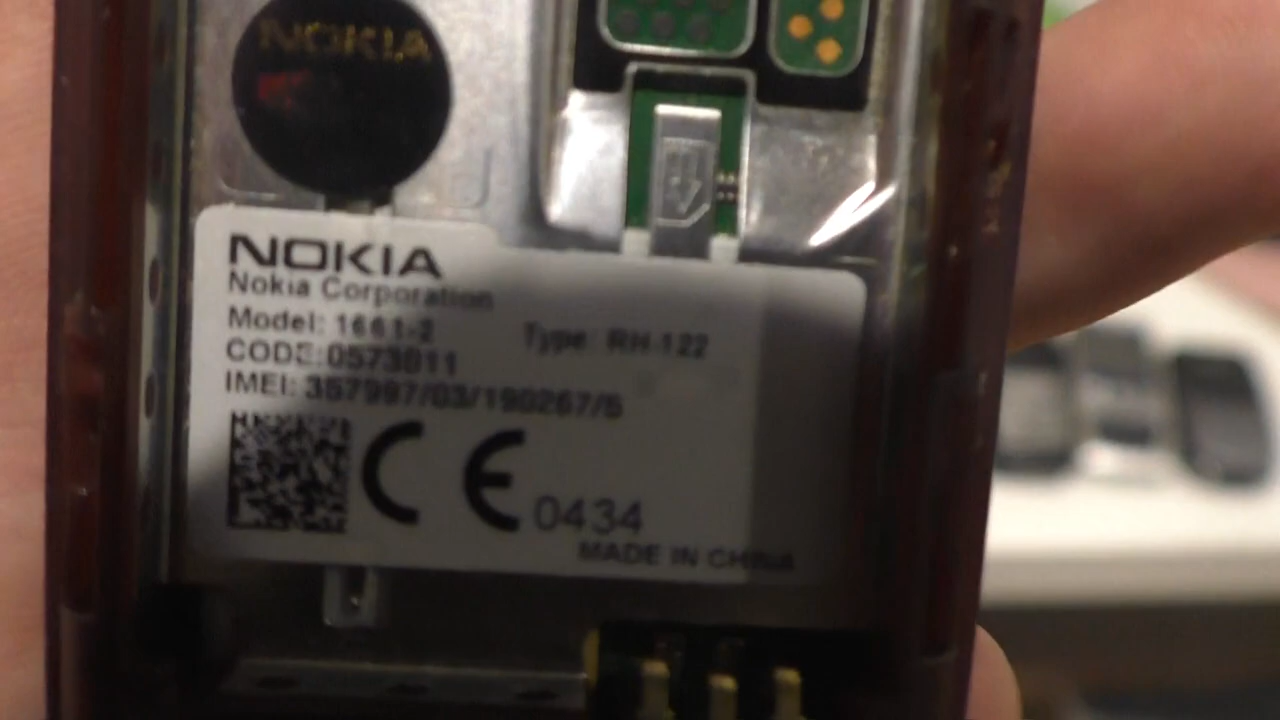 NOKIA
NOKIA
Nokia Corporation
Model: 1661-2 Type: RH-122
CODE:0573811
IMEI: 357997/03/190267/5
0434
MADE IN CHINA